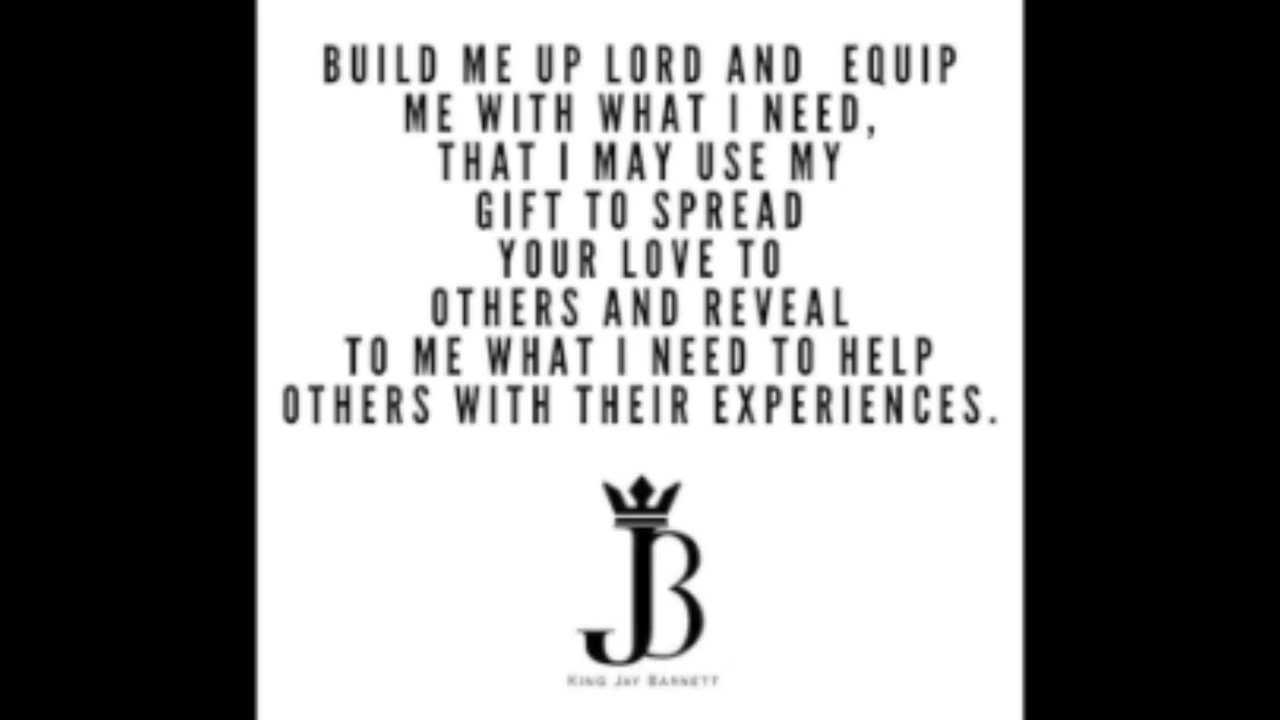 BUILD ME UP LORD AND EQUIP
ME WITH WHAT I NEED,
THAT I MAY USE MY
GIFT TO SPREAD
YOUR LOVE TO
OTHERS AND REVEAL
TO ME WHAT I NEED TO HELP
OTHERS WITH THEIR EXPERIENCES.
JB
KING JAY BARNETT